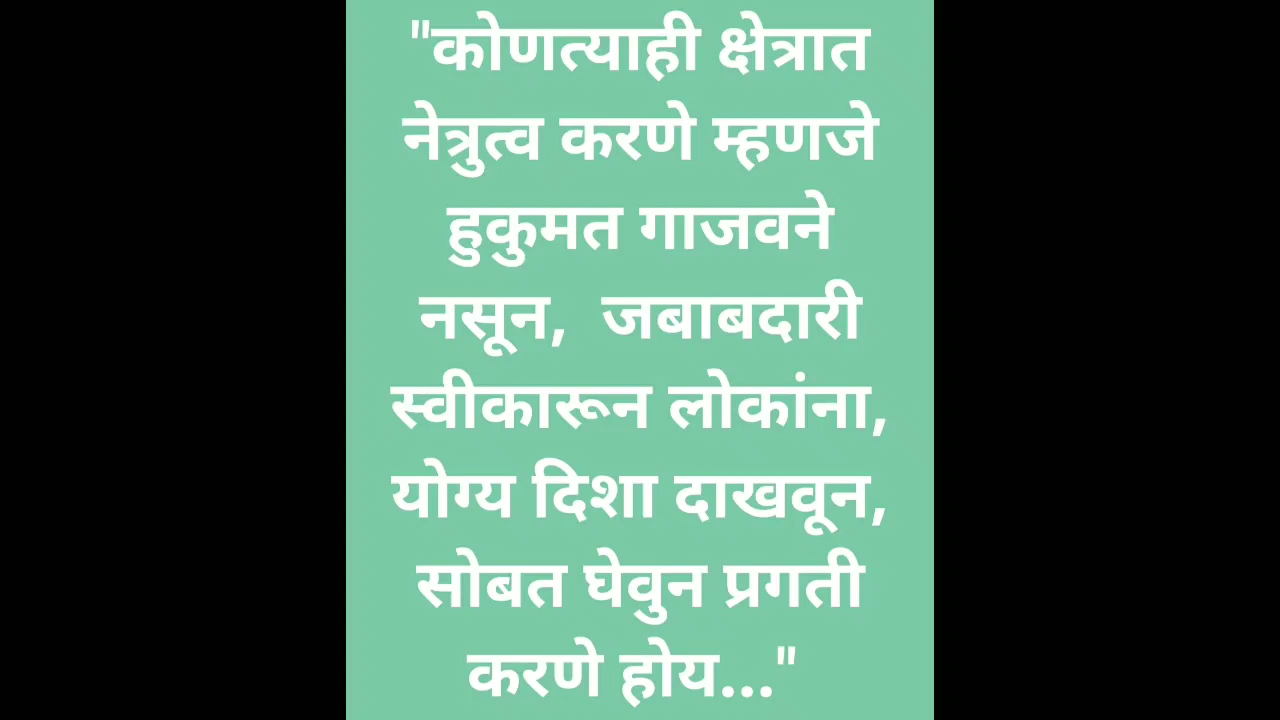 "कोणत्याही क्षेत्रात
नेत्रुत्व करणे म्हणजे
हुकुमत गाजवने
नसून,  जबाबदारी
स्वीकारून लोकांना,
योग्य दिशा दाखवून,
सोबत घेवुन प्रगती
करणे होय..."